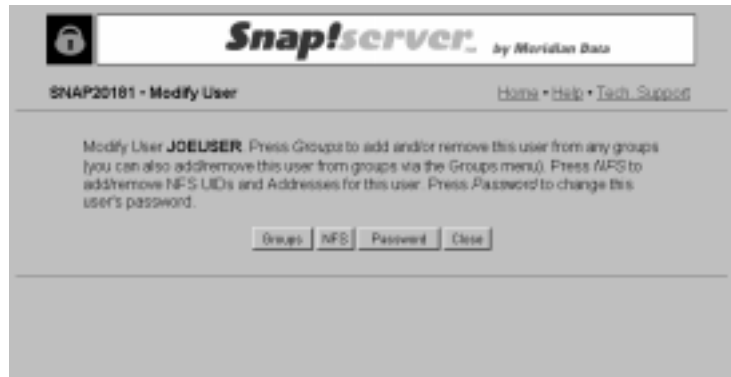 Snap!server™ by Meridian Data
SNAP20181 • Modify User
Home • Help • Tech. Support
Modify User JOEUSER. Press Groups to add and/or remove this user from any groups
(you can also add/remove this user from groups via the Groups menu). Press NFS to
add/remove NFS UIDs and Addresses for this user. Press Password to change this
user's password.
Groups NFS Password Close